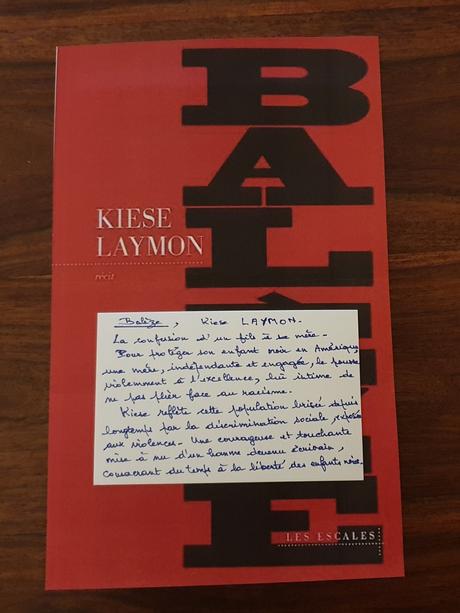 BALÈZE
KIESE
LAYMON
récit
Balèze, Kiese LAYMON.
La confession d'un fils à sa mère.
Pour protéger son enfant noir en Amérique,
une mère, indépendante et engagée, le pousse
violemment à l'excellence, lui intime de
ne pas plier face au racisme.
Kiese reflète cette population brisée depuis
longtemps par la discrimination sociale, exposée
aux violences. Une courageuse et touchante
mise à nu d'un homme devenu écrivain,
consacrant du temps à la liberté des enfants noirs.
LES ESCALES